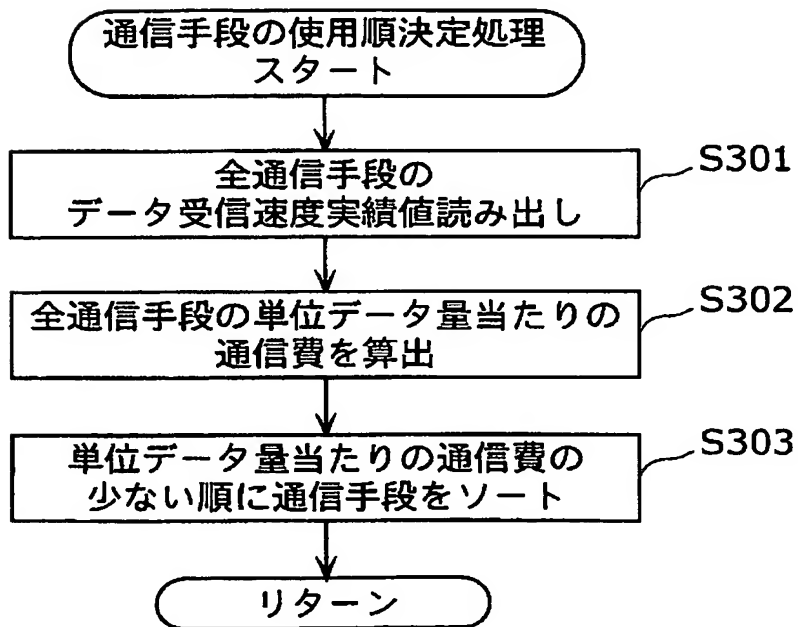 通信手段の使用順決定処理
スタート
全通信手段の
データ受信速度実績値読み出し
S301
全通信手段の単位データ量当たりの
通信費を算出
S302
単位データ量当たりの通信費の
少ない順に通信手段をソート
S303
リターン